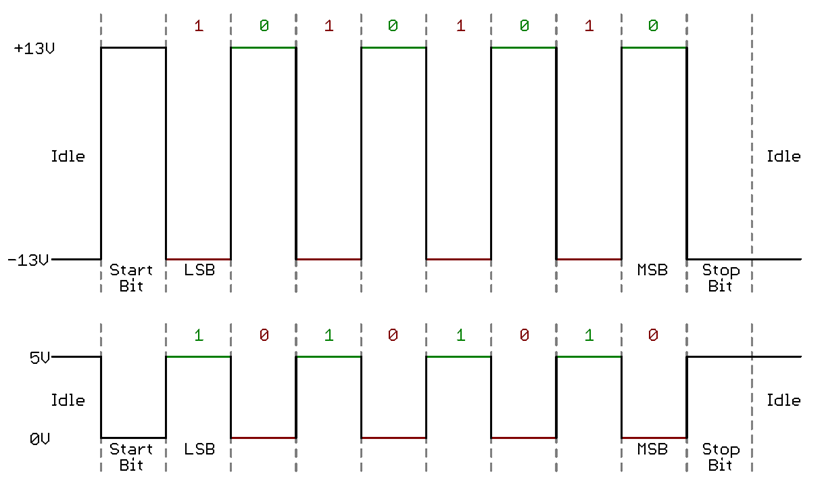 1 0 1 0 1 0 1 0
+13V
Idle Idle
-13V
Start LSB MSB Stop
Bit Bit
1 0 1 0 1 0 1 0
5V
Idle Idle
0V
Start LSB MSB Stop
Bit Bit